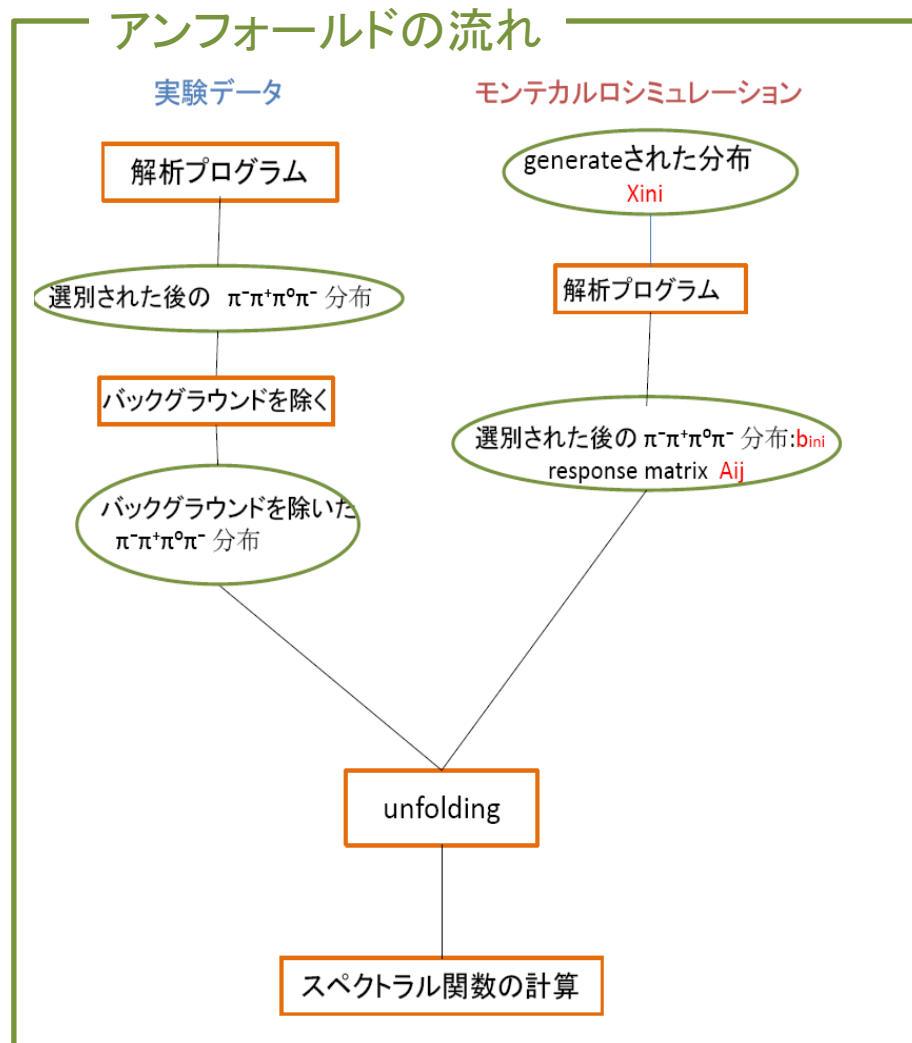 アンフォールドの流れ
実験データ
解析プログラム
選別された後の π⁻π⁺π⁰π⁻ 分布
バックグラウンドを除く
バックグラウンドを除いた
π⁻π⁺π⁰π⁻ 分布
モンテカルロシミュレーション
generateされた分布
Xini
解析プログラム
選別された後の π⁻π⁺π⁰π⁻ 分布:bini
response matrix Aij
unfolding
スペクトラル関数の計算